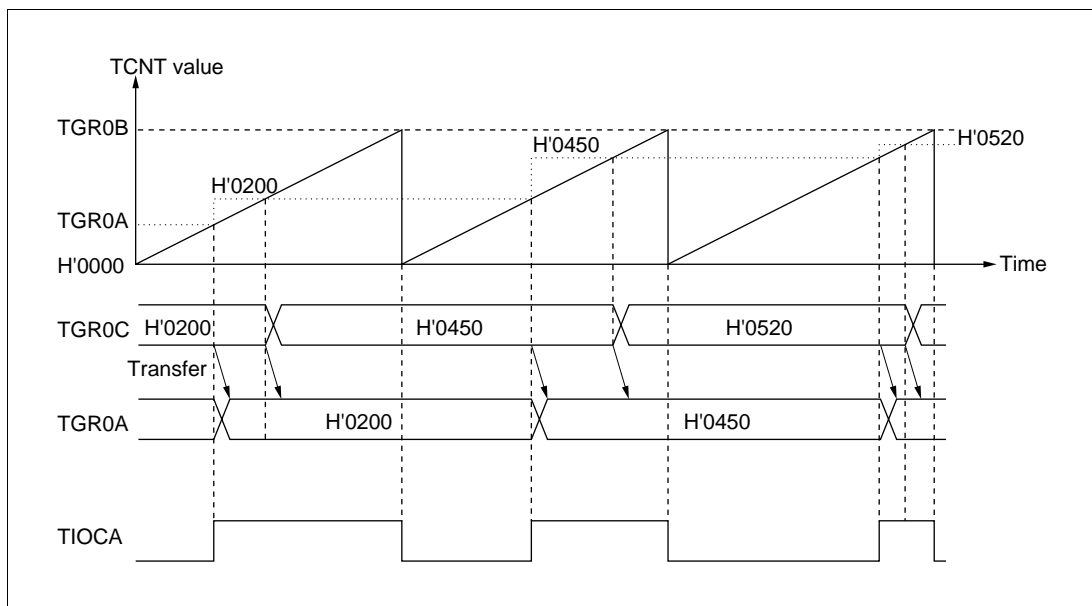 TCNT value
TGR0B
H'0520
H'0450
H'0200
TGR0A
H'0000
Time
TGR0C
H'0200
H'0450
H'0520
Transfer
TGR0A
H'0200
H'0450
TIOCA